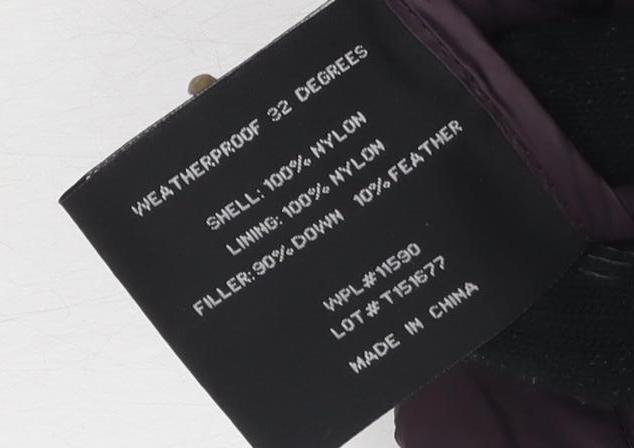 WEATHERPROOF 32 DEGREES
SHELL: 100% NYLON
LINING: 100% NYLON
FILLER: 90% DOWN 10% FEATHER
WPL#11590
LOT# T151677
MADE IN CHINA